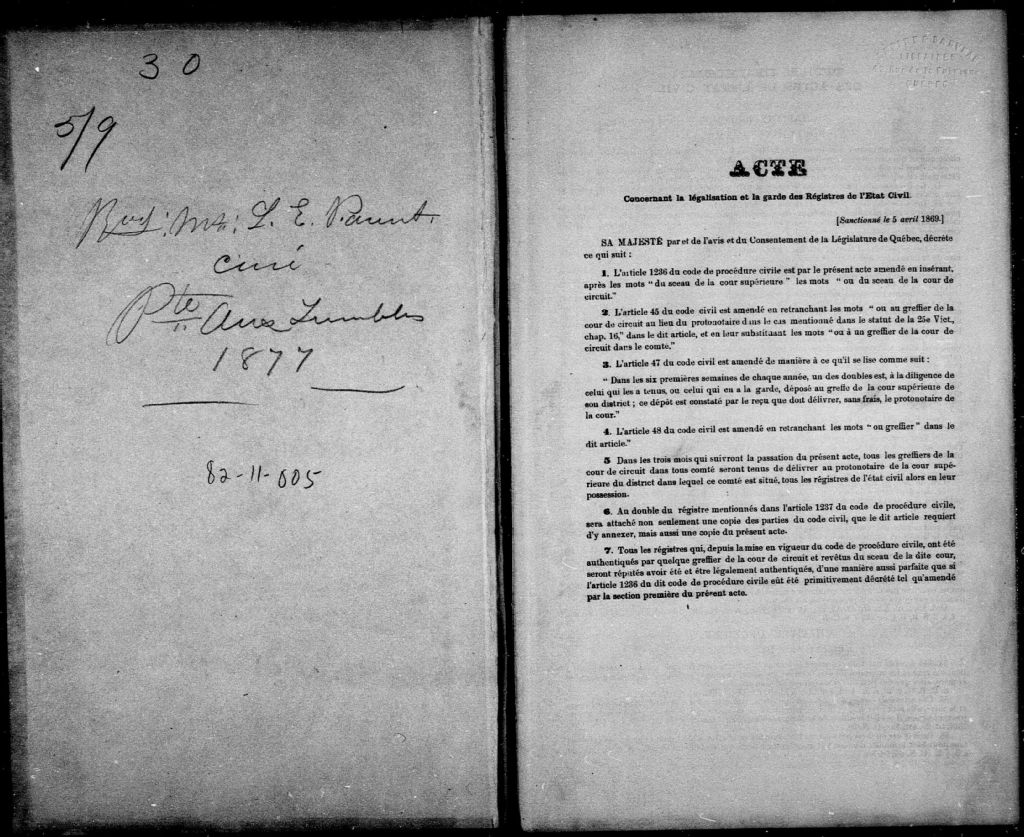 30
5/9
Rev: Mr: L. E. Parent
curé
Pte Aux Trembles
1877
82-11-005
ACTE
Concernant la légalisation et la garde des Régistres de l'Etat Civil.
[Sanctionné le 5 avril 1869.]
SA MAJESTÉ par et de l'avis et du Consentement de la Législature de Québec, décrète
ce qui suit :
1. L'article 1236 du code de procédure civile est par le présent acte amendé en insérant,
après les mots " du sceau de la cour supérieure " les mots " ou du sceau de la cour de
circuit."
2. L'article 45 du code civil est amendé en retranchant les mots " ou au greffier de la
cour de circuit au lieu du protonotaire dans le cas mentionné dans le statut de la 25e Vict.,
chap. 16," dans le dit article, et en leur substituant les mots "ou à un greffier de la cour de
circuit dans le comte."
3. L'article 47 du code civil est amendé de manière à ce qu'il se lise comme suit :
" Dans les six premières semaines de chaque année, un des doubles est, à la diligence de
celui qui les a tenus, ou celui qui en a la garde, déposé au greffe de la cour supérieure de
son district ; ce dépôt est constaté par le reçu que doit délivrer, sans frais, le protonotaire de
la cour."
4. L'article 48 du code civil est amendé en retranchant les mots " ou greffier " dans le
dit article."
5 Dans les trois mois qui suivront la passation du présent acte, tous les greffiers de la
cour de circuit dans tous comté seront tenus de délivrer au protonotaire de la cour supé-
rieure du district dans lequel ce comté est situé, tous les régistres de l'état civil alors en leur
possession.
6. Au double du régistre mentionnés dans l'article 1237 du code de procédure civile,
sera attaché non seulement une copie des parties du code civil, que le dit article requiert
d'y annexer, mais aussi une copie du présent acte.
7. Tous les régistres qui, depuis la mise en vigueur du code de procédure civile, ont été
authentiqués par quelque greffier de la cour de circuit et revêtus du sceau de la dite cour,
seront réputés avoir été et être légalement authentiqués, d'une manière aussi parfaite que si
l'article 1236 du dit code de procédure civile eût été primitivement décrété tel qu'amendé
par la section première du présent acte.